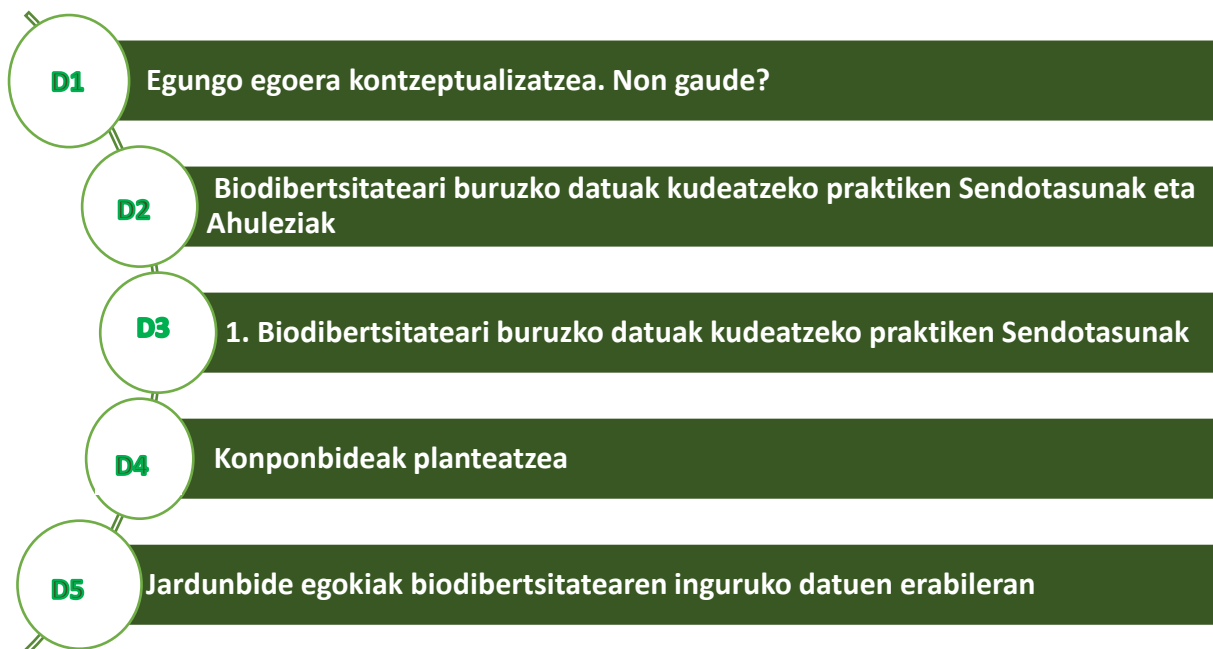 D1
Egungo egoera kontzeptualizatzea. Non gaude?
D2
Biodibertsitateari buruzko datuak kudeatzeko praktiken Sendotasunak eta
Ahuleziak
D3
1. Biodibertsitateari buruzko datuak kudeatzeko praktiken Sendotasunak
D4
Konponbideak planteatzea
D5
Jardunbide egokiak biodibertsitatearen inguruko datuen erabileran